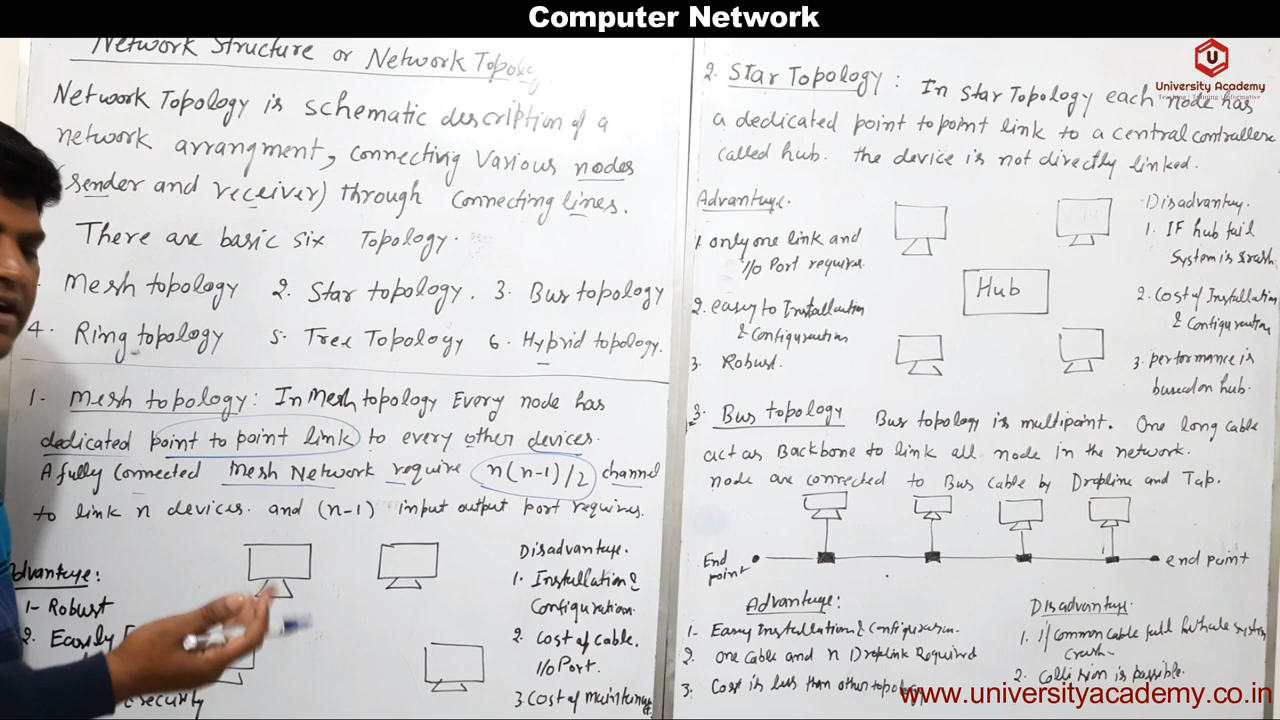 Computer Network
Network Structure or Network Topolo
Network Topology is schematic description of a
network arrangment, connecting various nodes
(sender and receiver) through connecting lines.
There are basic six Topology.
Mesh topology 2. Star topology. 3. Bus topology
4. Ring topology 5. Tree Topology 6. Hybrid topology.
1- Mesh topology: In Mesh topology Every node has
dedicated point to point link to every other devices.
A fully Connected Mesh Network require n(n-1)/2 channel
to link n devices. and (n-1) input output port requires.
Advantage:
1- Robust
2. Easily
security
Disadvantage.
1. Installation &
Configuration.
2. Cost of cable.
I/O Port.
3. Cost of
University Academy
Teaching | Training | Informative
2. Star Topology: In Star Topology each node has
a dedicated point to point link to a central controller
called hub. the device is not directly linked.
Advantage.
1. only one link and
I/O Port require.
2. easy to Installation
& Configuration
3. Robust.
Hub
Disadvantag.
1. IF hub fail
System is crash.
2. Cost of Installation
& Configuration
3. performance is
based on hub.
3. Bus topology Bus topology is multipoint. One long cable
act as Backbone to link all node in the network.
node are connected to Bus cable by Dropline and Tap.
End point
end point
Advantage:
1- Easy Installation & Configuration.
2. One Cable and n Droplink Required
3. Cost is less than other topology
Disadvantag.
1. If Common Cable fail whole system
crash.
2. Collision is possible.
www.universityacademy.co.in